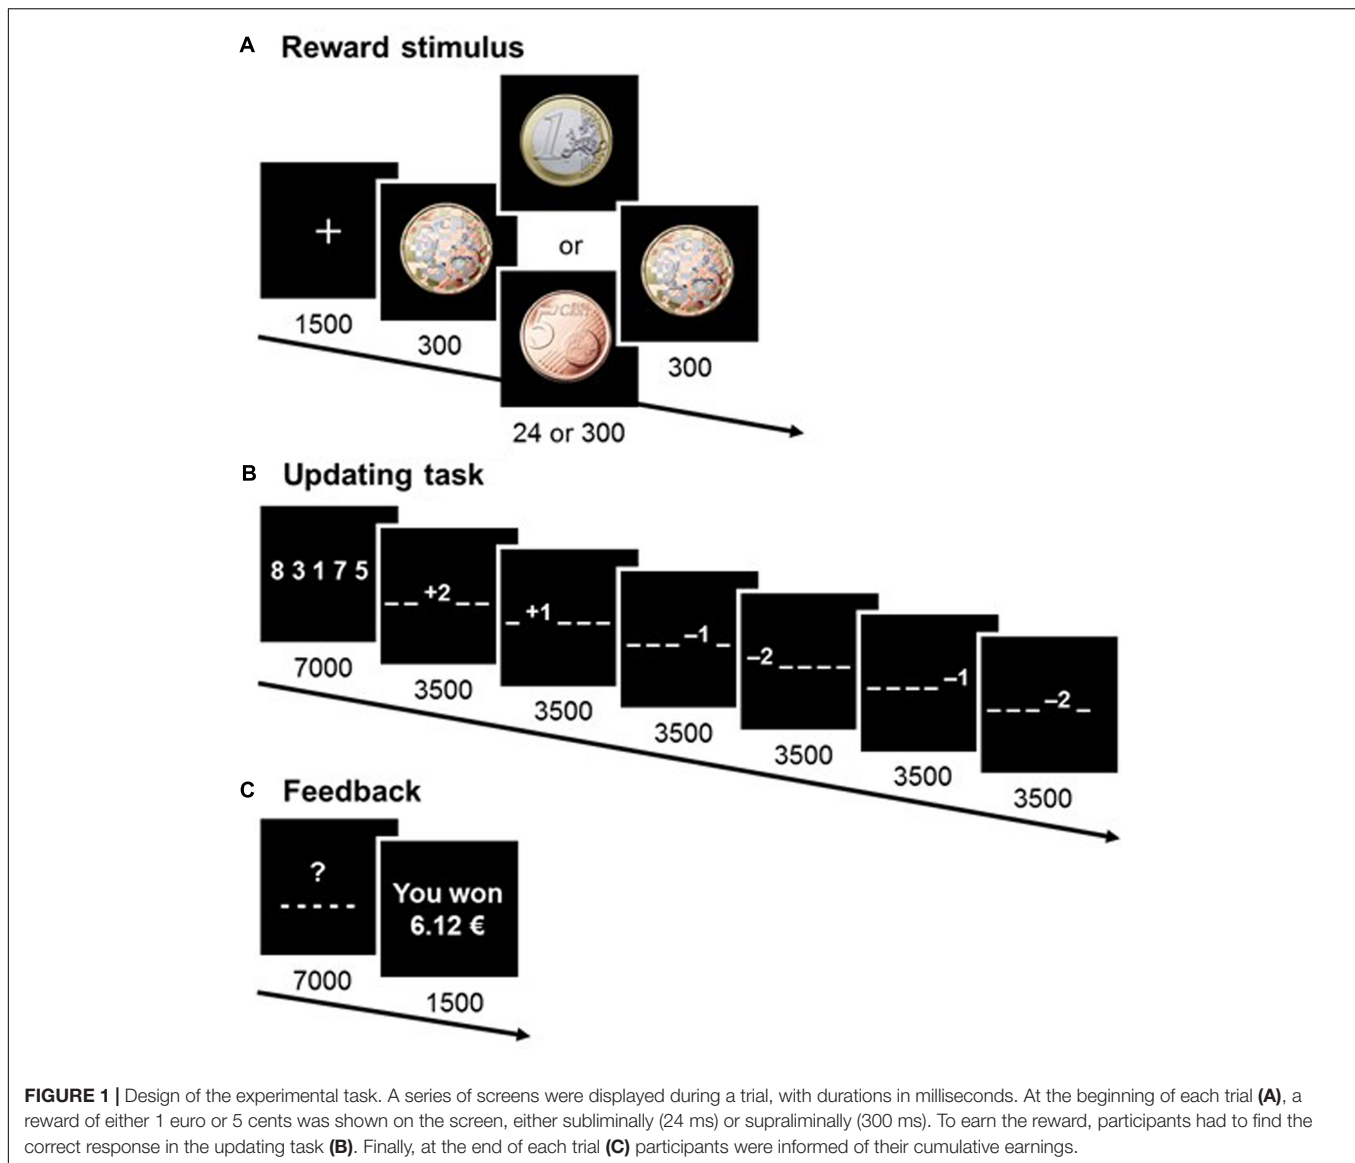 A Reward stimulus
1
+
or
5 CENT
1500
300
300
24 or 300
B Updating task
8 3 1 7 5
_ _ +2 _ _
_ +1 _ _ _
_ _ _ –1 _
–2 _ _ _ _
_ _ _ _ –1
_ _ _ –2 _
7000
3500
3500
3500
3500
3500
3500
C Feedback
?
- - - - -
You won
6.12 €
7000
1500
FIGURE 1 | Design of the experimental task. A series of screens were displayed during a trial, with durations in milliseconds. At the beginning of each trial (A), a
reward of either 1 euro or 5 cents was shown on the screen, either subliminally (24 ms) or supraliminally (300 ms). To earn the reward, participants had to find the
correct response in the updating task (B). Finally, at the end of each trial (C) participants were informed of their cumulative earnings.